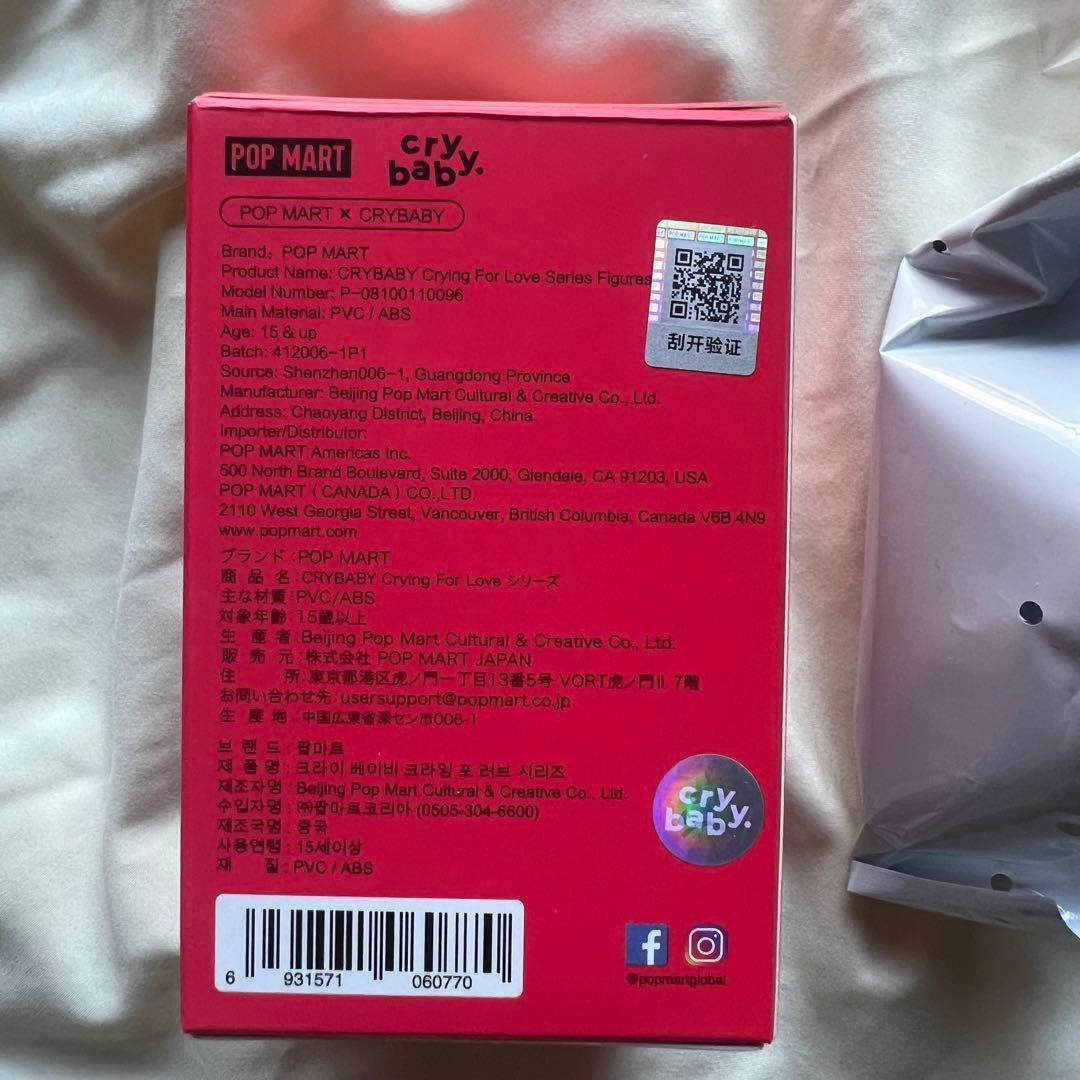 POP MART
cry baby.
POP MART × CRYBABY
Brand: POP MART
Product Name: CRYBABY Crying For Love Series Figures
Model Number: P-08100110096
Main Material: PVC / ABS
Age: 15 & up
Batch: 412006-1P1
Source: Shenzhen006-1, Guangdong Province
Manufacturer: Beijing Pop Mart Cultural & Creative Co., Ltd.
Address: Chaoyang District, Beijing, China.
Importer/Distributor:
POP MART Americas Inc.
500 North Brand Boulevard, Suite 2000, Glendale, CA 91203, USA
POP MART (CANADA) CO.,LTD.
2110 West Georgia Street, Vancouver, British Columbia, Canada V6B 4N9
www.popmart.com
POP MART POP MART POP MART
刮开验证
ブランド:POP MART
商品名:CRYBABY Crying For Love シリーズ
主な材質:PVC/ABS
対象年齢:15歳以上
生産者:Beijing Pop Mart Cultural & Creative Co., Ltd.
販売元:株式会社 POP MART JAPAN
住所:東京都港区虎ノ門一丁目13番5号 VORT虎ノ門II 7階
お問い合わせ先:usersupport@popmart.co.jp
生産地:中国広東省深セン市006-1
브랜드: 팝마트
제품명: 크라이 베이비 크라잉 포 러브 시리즈
제조자명: Beijing Pop Mart Cultural & Creative Co., Ltd.
수입자명: ㈜팝마트코리아 (0505-304-6600)
제조국명: 중국
사용연령: 15세이상
재질: PVC / ABS
cry baby.
6 931571 060770
@popmartglobal